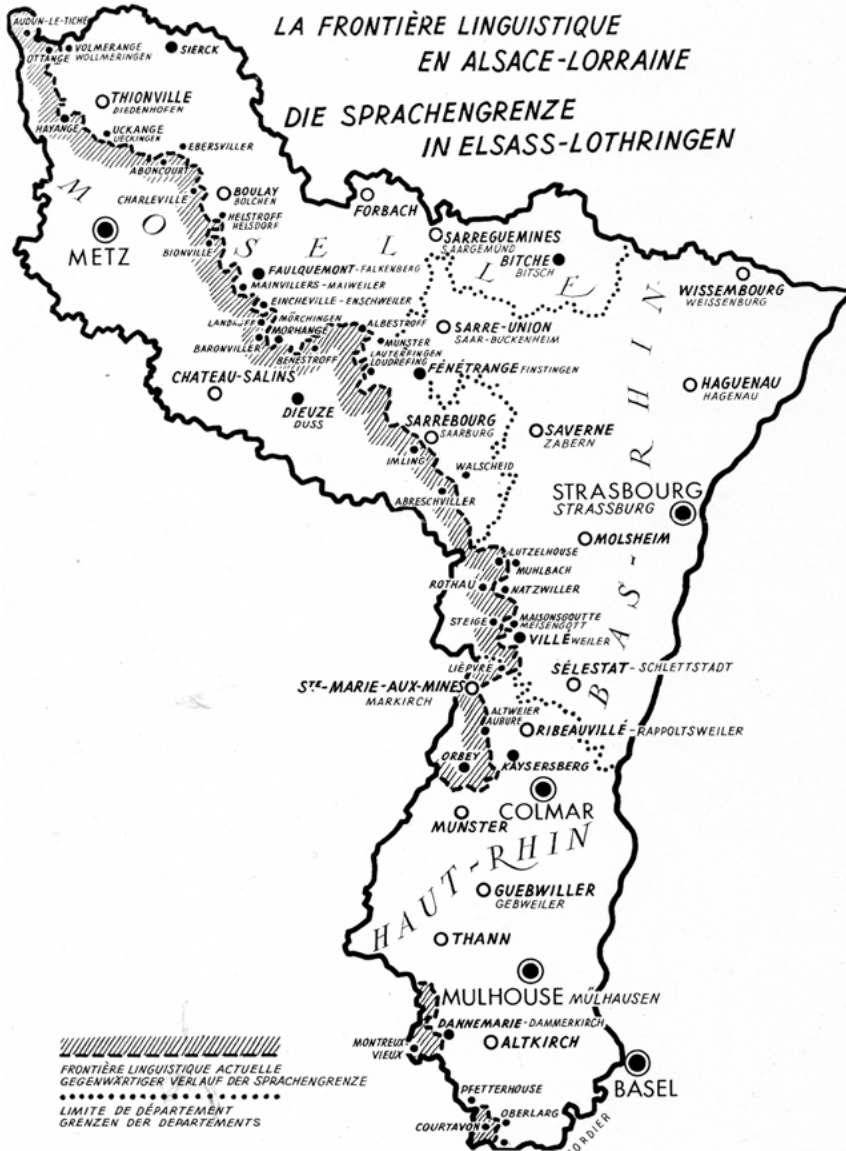 LA FRONTIÈRE LINGUISTIQUE
EN ALSACE-LORRAINE
DIE SPRACHENGRENZE
IN ELSASS-LOTHRINGEN
AUDUN-LE-TICHE
OTTANGE
VOLMERANGE
WOLLMERINGEN
SIERCK
THIONVILLE
DIEDENHOFEN
HAYANGE
UCKANGE
UECKINGEN
EBERSVILLER
ABONCOURT
CHARLEVILLE
BOULAY
BOLCHEN
HELSTROFF
HELSDORF
FORBACH
METZ
MOSELLE
BIONVILLE
SARREGUEMINES
SAARGEMÜND
BITCHE
BITSCH
WISSEMBOURG
WEISSENBURG
FAULQUEMONT-FALKENBERG
MAINVILLERS-MAIWEILER
EINCHEVILLE-ENSCHWEILER
MÖRCHINGEN
LANDROFF
MORHANGE
BARONVILLER
BENESTROFF
ALBESTROFF
MUNSTER
LAUTERFINGEN
LOUDREFING
SARRE-UNION
SAAR-BUCKENHEIM
FÉNÉTRANGE FINSTINGEN
HAGUENAU
HAGENAU
CHATEAU-SALINS
DIEUZE
DUSS
SARREBOURG
SAARBURG
SAVERNE
ZABERN
IMLING
WALSCHEID
ABRESCHVILLER
STRASBOURG
STRASSBURG
MOLSHEIM
BAS-RHIN
LUTZELHOUSE
MUHLBACH
ROTHAU
NATZWILLER
STEIGE
MAISONSGOUTTE
MEISENGOTT
VILLÉ WEILER
LIÈPVRE
SÉLESTAT-SCHLETTSTADT
STE-MARIE-AUX-MINES
MARKIRCH
ALTWEIER
AUBURE
RIBEAUVILLÉ-RAPPOLTSWEILER
ORBEY
KAYSERSBERG
COLMAR
MUNSTER
HAUT-RHIN
GUEBWILLER
GEBWEILER
THANN
MULHOUSE MÜLHAUSEN
DANNEMARIE-DAMMERKIRCH
MONTREUX
VIEUX
ALTKIRCH
BASEL
PFETTERHOUSE
OBERLARG
COURTAVON
FRONTIÈRE LINGUISTIQUE ACTUELLE
GEGENWÄRTIGER VERLAUF DER SPRACHENGRENZE
LIMITE DE DÉPARTEMENT
GRENZEN DER DEPARTEMENTS